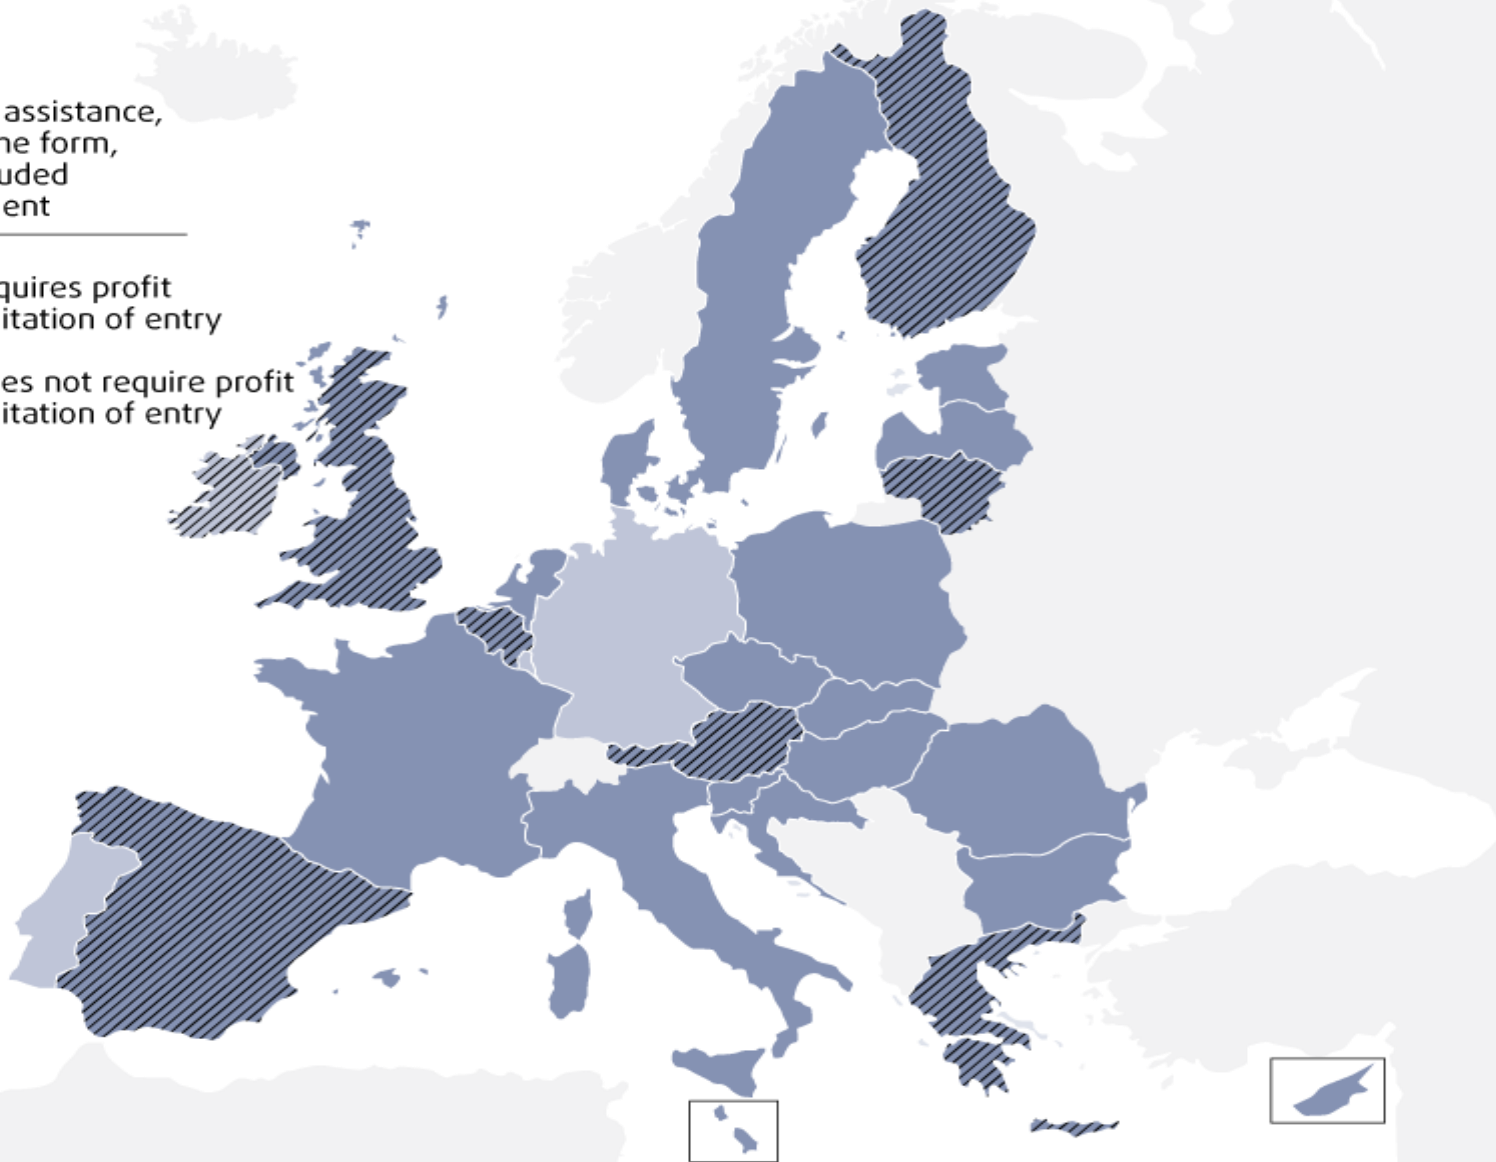 assistance,
ne form,
uded
ent
quires profit
itation of entry
es not require profit
itation of entry